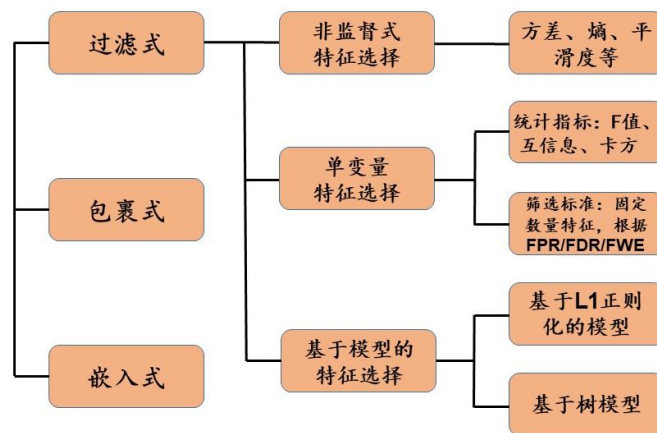 过滤式
非监督式
特征选择
方差、熵、平
滑度等
统计指标：F值、
互信息、卡方
单变量
特征选择
包裹式
筛选标准：固定
数量特征，根据
FPR/FDR/FWE
基于L1正则
化的模型
基于模型的
特征选择
嵌入式
基于树模型